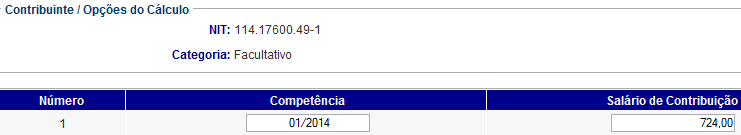 Contribuinte / Opções do Cálculo
NIT: 114.17600.49-1
Categoria: Facultativo
Número Competência Salário de Contribuição
1 01/2014 724,00